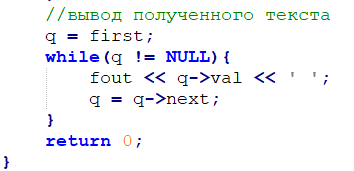 //вывод полученного текста
q = first;
while(q != NULL){
fout << q->val << ' ';
q = q->next;
}
return 0;
}